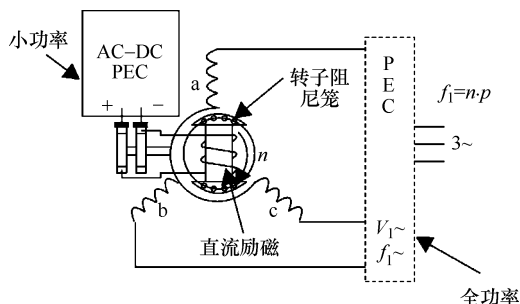 小功率
AC–DC
PEC
+ −
a
转子阻
尼笼
n
b
c
直流励磁
P
E
C
f₁=n·p
3~
V₁~
f₁~
全功率